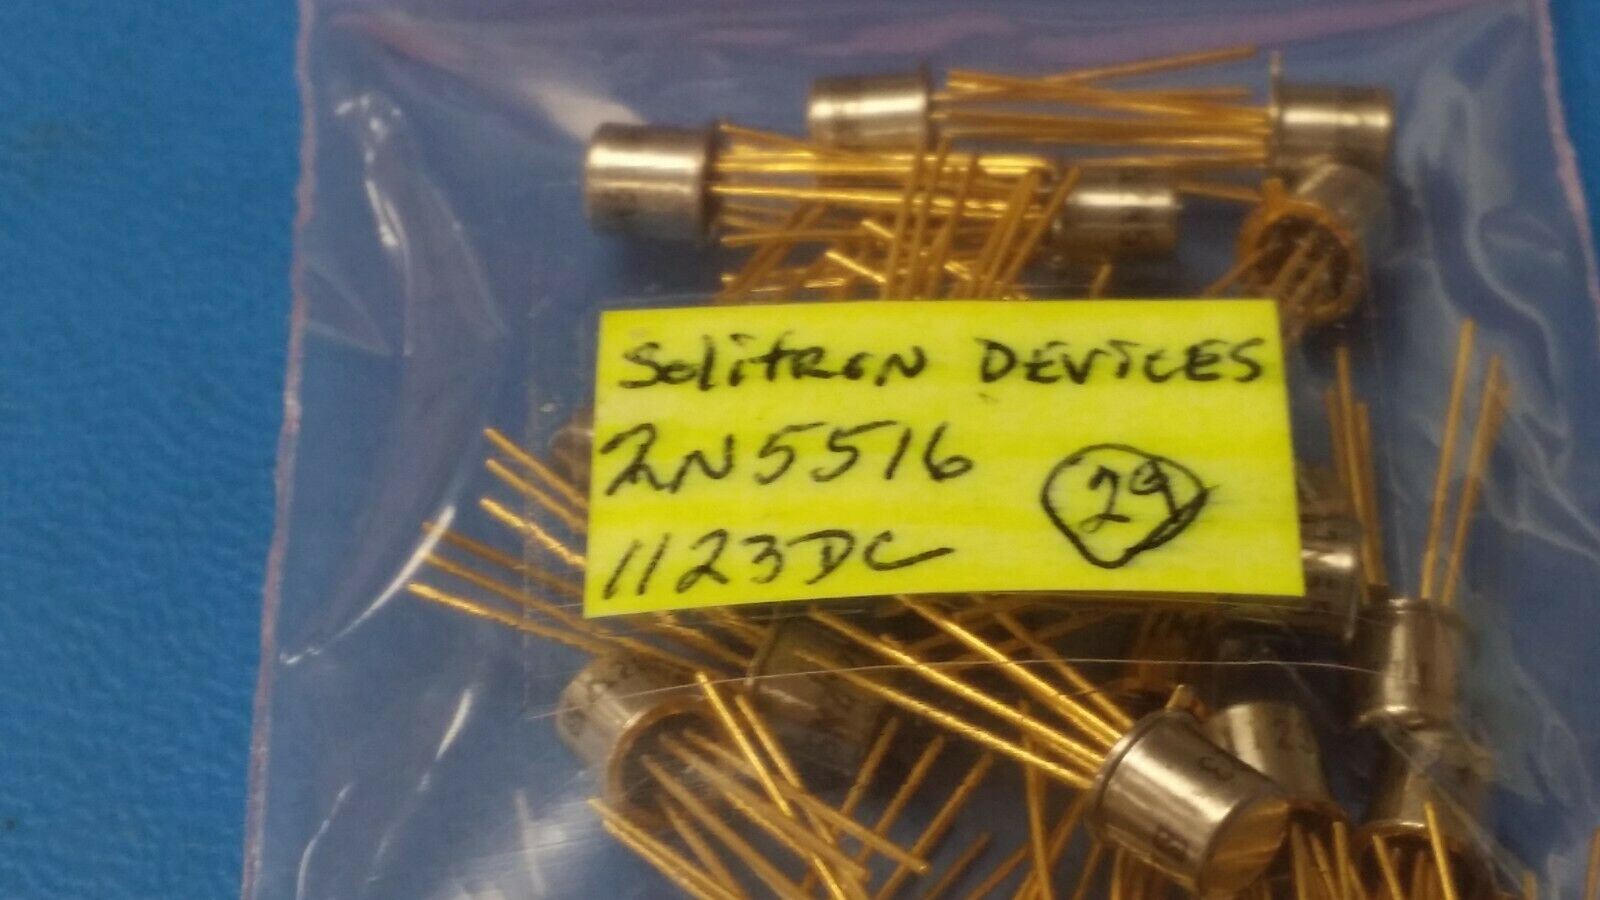 Solitron DEVICES
2N5516
29
1123DC